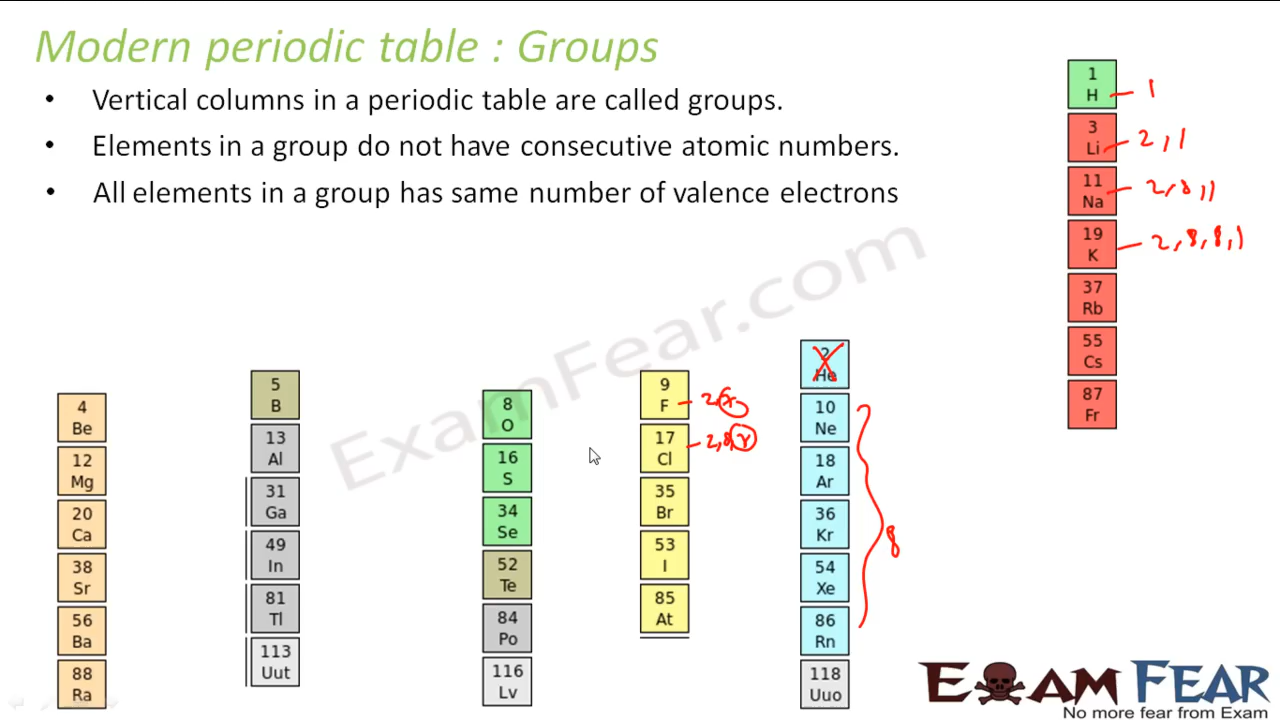 Modern periodic table : Groups
• Vertical columns in a periodic table are called groups.
• Elements in a group do not have consecutive atomic numbers.
• All elements in a group has same number of valence electrons
1
H
1
3
Li
2, 1
11
Na
2, 8, 1
19
K
2, 8, 8, 1
37
Rb
55
Cs
87
Fr
4
Be
12
Mg
20
Ca
38
Sr
56
Ba
88
Ra
5
B
13
Al
31
Ga
49
In
81
Tl
113
Uut
8
O
16
S
34
Se
52
Te
84
Po
116
Lv
9
F
2,
17
Cl
2, 8,
35
Br
53
I
85
At
2
He
10
Ne
18
Ar
36
Kr
54
Xe
86
Rn
118
Uuo
8
ExamFear.com
EXAM FEAR
No more fear from Exam